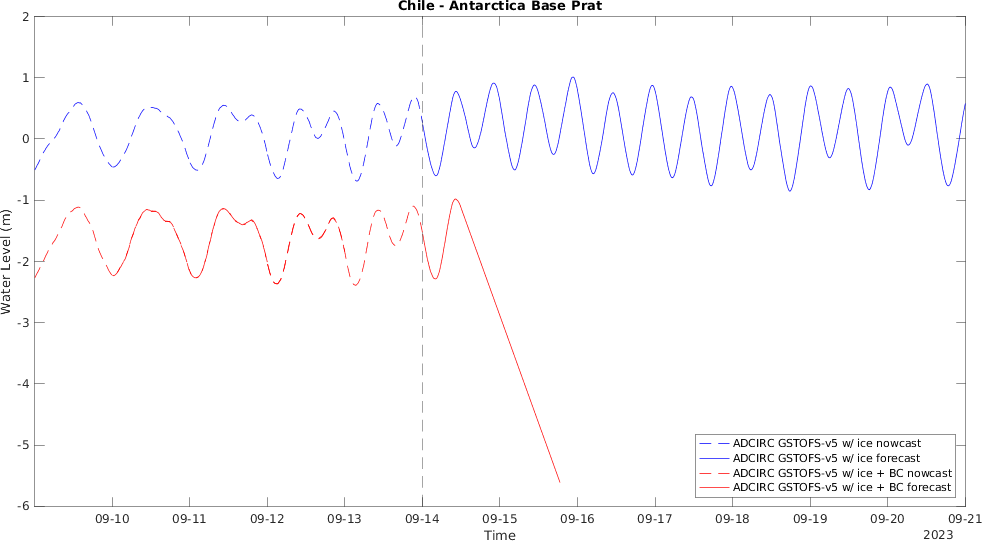 Chile - Antarctica Base Prat
2
1
0
-1
-2
-3
-4
-5
-6
Water Level (m)
ADCIRC GSTOFS-v5 w/ ice nowcast
ADCIRC GSTOFS-v5 w/ ice forecast
ADCIRC GSTOFS-v5 w/ ice + BC nowcast
ADCIRC GSTOFS-v5 w/ ice + BC forecast
09-10 09-11 09-12 09-13 09-14 09-15 09-16 09-17 09-18 09-19 09-20 09-21
Time
2023